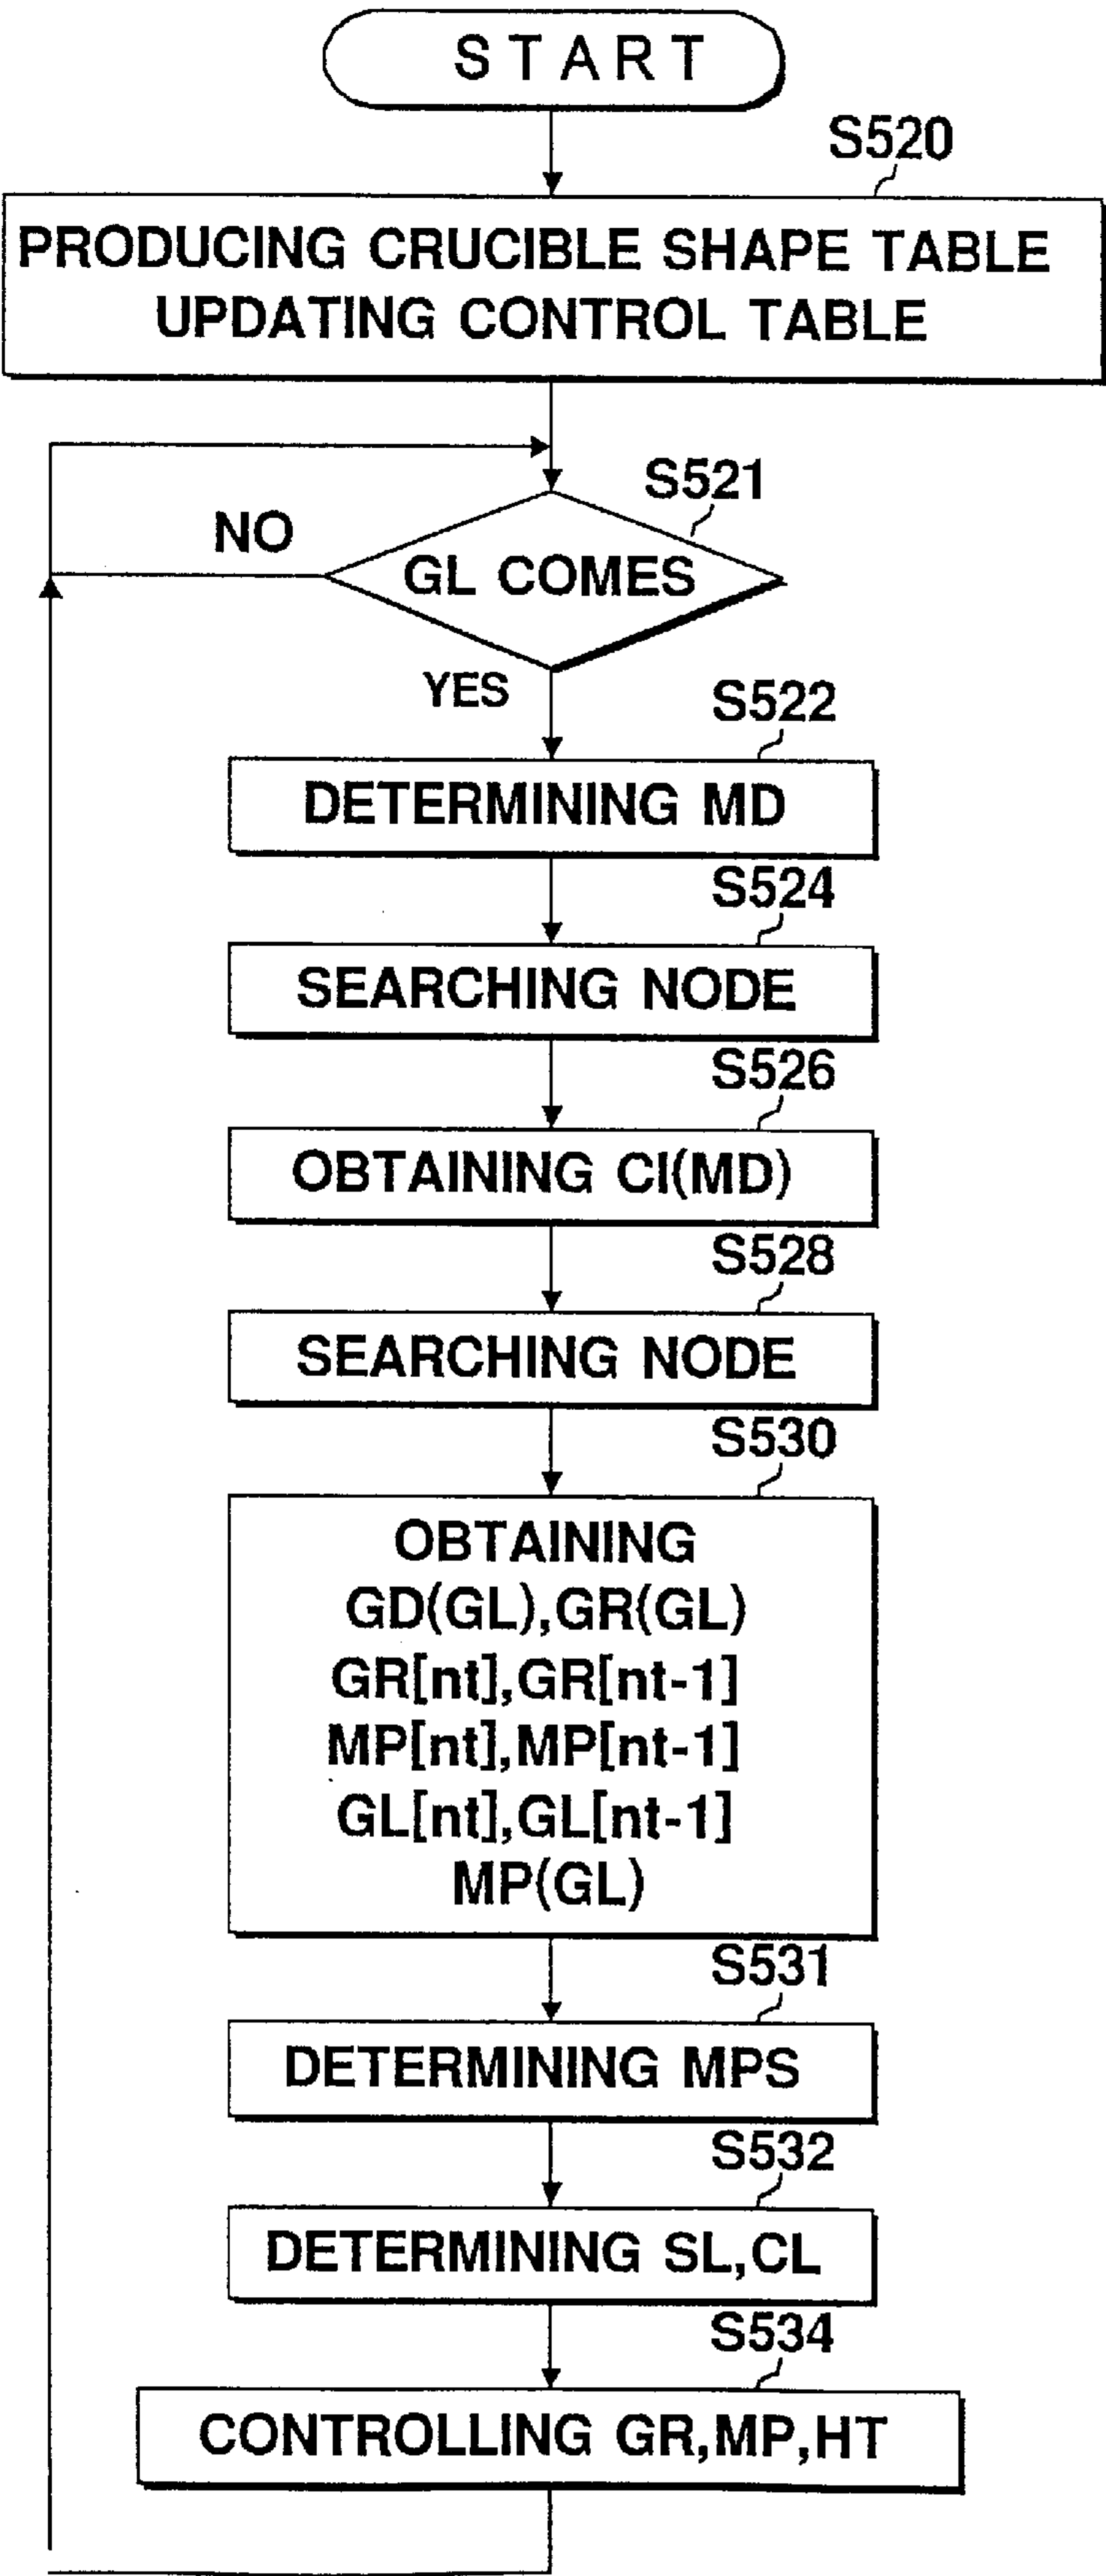 START
S520
PRODUCING CRUCIBLE SHAPE TABLE
UPDATING CONTROL TABLE
S521
NO
GL COMES
YES
S522
DETERMINING MD
S524
SEARCHING NODE
S526
OBTAINING CI(MD)
S528
SEARCHING NODE
S530
OBTAINING
GD(GL),GR(GL)
GR[nt],GR[nt-1]
MP[nt],MP[nt-1]
GL[nt],GL[nt-1]
MP(GL)
S531
DETERMINING MPS
S532
DETERMINING SL,CL
S534
CONTROLLING GR,MP,HT